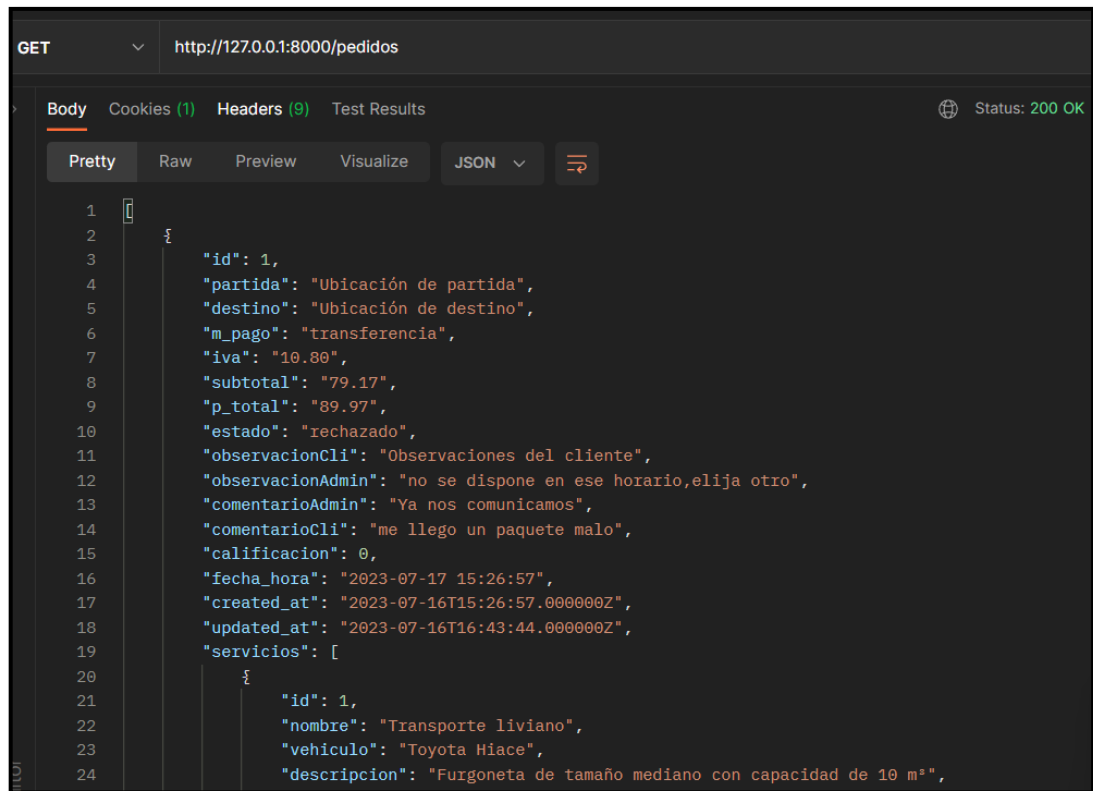 GET http://127.0.0.1:8000/pedidos
Body Cookies (1) Headers (9) Test Results Status: 200 OK
Pretty Raw Preview Visualize JSON
1 [
2 {
3 "id": 1,
4 "partida": "Ubicación de partida",
5 "destino": "Ubicación de destino",
6 "m_pago": "transferencia",
7 "iva": "10.80",
8 "subtotal": "79.17",
9 "p_total": "89.97",
10 "estado": "rechazado",
11 "observacionCli": "Observaciones del cliente",
12 "observacionAdmin": "no se dispone en ese horario,elija otro",
13 "comentarioAdmin": "Ya nos comunicamos",
14 "comentarioCli": "me llego un paquete malo",
15 "calificacion": 0,
16 "fecha_hora": "2023-07-17 15:26:57",
17 "created_at": "2023-07-16T15:26:57.000000Z",
18 "updated_at": "2023-07-16T16:43:44.000000Z",
19 "servicios": [
20 {
21 "id": 1,
22 "nombre": "Transporte liviano",
23 "vehiculo": "Toyota Hiace",
24 "descripcion": "Furgoneta de tamaño mediano con capacidad de 10 m³",